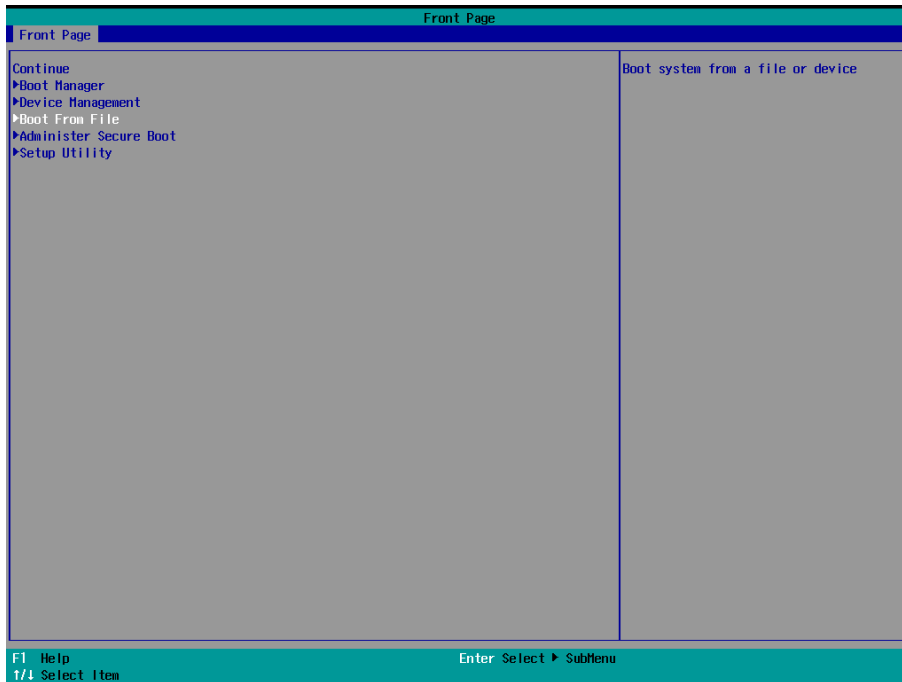 Front Page
Front Page
Continue
▶Boot Manager
▶Device Management
▶Boot From File
▶Administer Secure Boot
▶Setup Utility
Boot system from a file or device
F1 Help
Enter Select ▶ SubMenu
↑/↓ Select Item